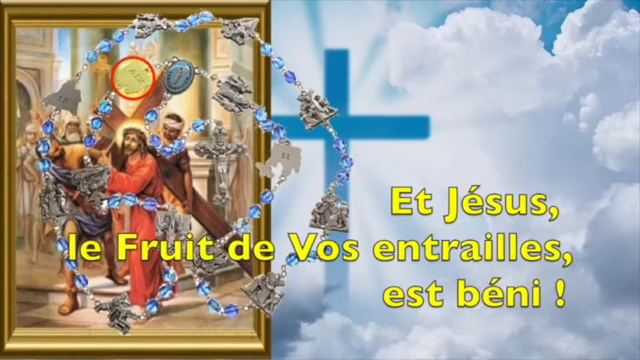 Et Jésus,
le Fruit de Vos entrailles,
est béni !